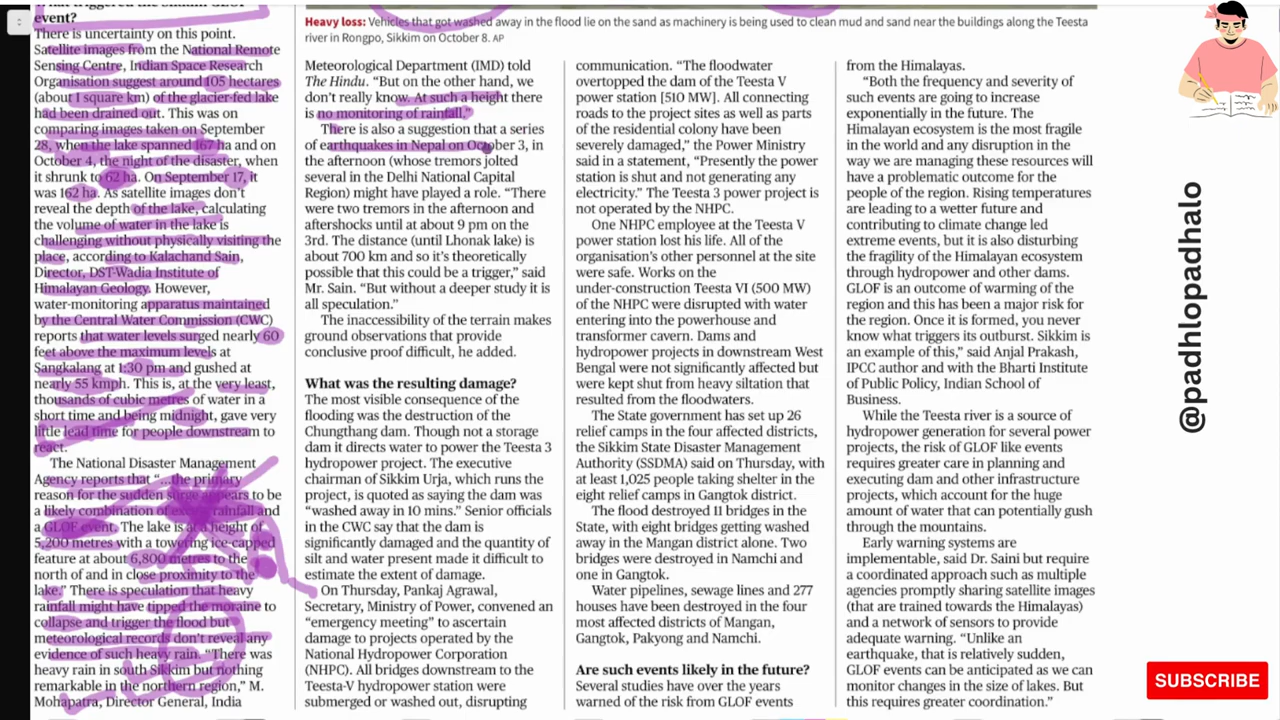 What triggered the Sikkim GLOF
event?
There is uncertainty on this point.
Satellite images from the National Remote
Sensing Centre, Indian Space Research
Organisation suggest around 105 hectares
(about 1 square km) of the glacier-fed lake
had been drained out. This was on
comparing images taken on September
28, when the lake spanned 167 ha and on
October 4, the night of the disaster, when
it shrunk to 62 ha. On September 17, it
was 162 ha. As satellite images don’t
reveal the depth of the lake, calculating
the volume of water in the lake is
challenging without physically visiting the
place, according to Kalachand Sain,
Director, DST-Wadia Institute of
Himalayan Geology. However,
water-monitoring apparatus maintained
by the Central Water Commission (CWC)
reports that water levels surged nearly 60
feet above the maximum levels at
Sangkalang at 1:30 pm and gushed at
nearly 55 kmph. This is, at the very least,
thousands of cubic metres of water in a
short time and being midnight, gave very
little lead time for people downstream to
react.
The National Disaster Management
Agency reports that “...the primary
reason for the sudden surge appears to be
a likely combination of excess rainfall and
a GLOF event. The lake is at a height of
5,200 metres with a towering ice-capped
feature at about 6,800 metres to the
north of and in close proximity to the
lake.” There is speculation that heavy
rainfall might have tipped the moraine to
collapse and trigger the flood but
meteorological records don’t reveal any
evidence of such heavy rain. “There was
heavy rain in south Sikkim but nothing
remarkable in the northern region,” M.
Mohapatra, Director General, India
Heavy loss: Vehicles that got washed away in the flood lie on the sand as machinery is being used to clean mud and sand near the buildings along the Teesta
river in Rongpo, Sikkim on October 8. AP
Meteorological Department (IMD) told
The Hindu. “But on the other hand, we
don’t really know. At such a height there
is no monitoring of rainfall.”
There is also a suggestion that a series
of earthquakes in Nepal on October 3, in
the afternoon (whose tremors jolted
several in the Delhi National Capital
Region) might have played a role. “There
were two tremors in the afternoon and
aftershocks until at about 9 pm on the
3rd. The distance (until Lhonak lake) is
about 700 km and so it’s theoretically
possible that this could be a trigger,” said
Mr. Sain. “But without a deeper study it is
all speculation.”
The inaccessibility of the terrain makes
ground observations that provide
conclusive proof difficult, he added.
What was the resulting damage?
The most visible consequence of the
flooding was the destruction of the
Chungthang dam. Though not a storage
dam it directs water to power the Teesta 3
hydropower project. The executive
chairman of Sikkim Urja, which runs the
project, is quoted as saying the dam was
“washed away in 10 mins.” Senior officials
in the CWC say that the dam is
significantly damaged and the quantity of
silt and water present made it difficult to
estimate the extent of damage.
On Thursday, Pankaj Agrawal,
Secretary, Ministry of Power, convened an
“emergency meeting” to ascertain
damage to projects operated by the
National Hydropower Corporation
(NHPC). All bridges downstream to the
Teesta-V hydropower station were
submerged or washed out, disrupting
communication. “The floodwater
overtopped the dam of the Teesta V
power station [510 MW]. All connecting
roads to the project sites as well as parts
of the residential colony have been
severely damaged,” the Power Ministry
said in a statement, “Presently the power
station is shut and not generating any
electricity.” The Teesta 3 power project is
not operated by the NHPC.
One NHPC employee at the Teesta V
power station lost his life. All of the
organisation’s other personnel at the site
were safe. Works on the
under-construction Teesta VI (500 MW)
of the NHPC were disrupted with water
entering into the powerhouse and
transformer cavern. Dams and
hydropower projects in downstream West
Bengal were not significantly affected but
were kept shut from heavy siltation that
resulted from the floodwaters.
The State government has set up 26
relief camps in the four affected districts,
the Sikkim State Disaster Management
Authority (SSDMA) said on Thursday, with
at least 1,025 people taking shelter in the
eight relief camps in Gangtok district.
The flood destroyed 11 bridges in the
State, with eight bridges getting washed
away in the Mangan district alone. Two
bridges were destroyed in Namchi and
one in Gangtok.
Water pipelines, sewage lines and 277
houses have been destroyed in the four
most affected districts of Mangan,
Gangtok, Pakyong and Namchi.
Are such events likely in the future?
Several studies have over the years
warned of the risk from GLOF events
from the Himalayas.
“Both the frequency and severity of
such events are going to increase
exponentially in the future. The
Himalayan ecosystem is the most fragile
in the world and any disruption in the
way we are managing these resources will
have a problematic outcome for the
people of the region. Rising temperatures
are leading to a wetter future and
contributing to climate change led
extreme events, but it is also disturbing
the fragility of the Himalayan ecosystem
through hydropower and other dams.
GLOF is an outcome of warming of the
region and this has been a major risk for
the region. Once it is formed, you never
know what triggers its outburst. Sikkim is
an example of this,” said Anjal Prakash,
IPCC author and with the Bharti Institute
of Public Policy, Indian School of
Business.
While the Teesta river is a source of
hydropower generation for several power
projects, the risk of GLOF like events
requires greater care in planning and
executing dam and other infrastructure
projects, which account for the huge
amount of water that can potentially gush
through the mountains.
Early warning systems are
implementable, said Dr. Saini but require
a coordinated approach such as multiple
agencies promptly sharing satellite images
(that are trained towards the Himalayas)
and a network of sensors to provide
adequate warning. “Unlike an
earthquake, that is relatively sudden,
GLOF events can be anticipated as we can
monitor changes in the size of lakes. But
this requires greater coordination.”
@padhlopadhalo
SUBSCRIBE